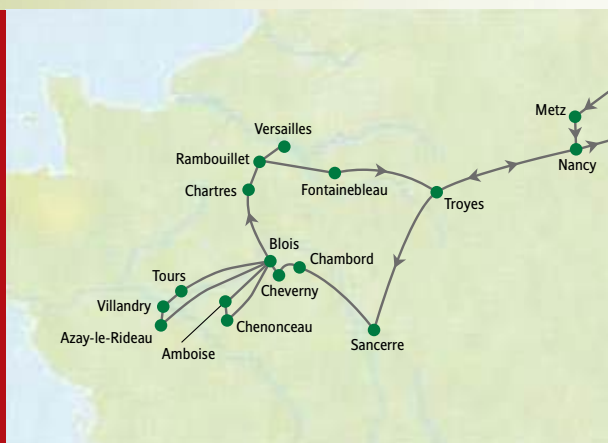 Metz
Versailles
Rambouillet
Nancy
Chartres
Fontainebleau
Troyes
Blois
Chambord
Tours
Cheverny
Villandry
Chenonceau
Azay-le-Rideau
Amboise
Sancerre